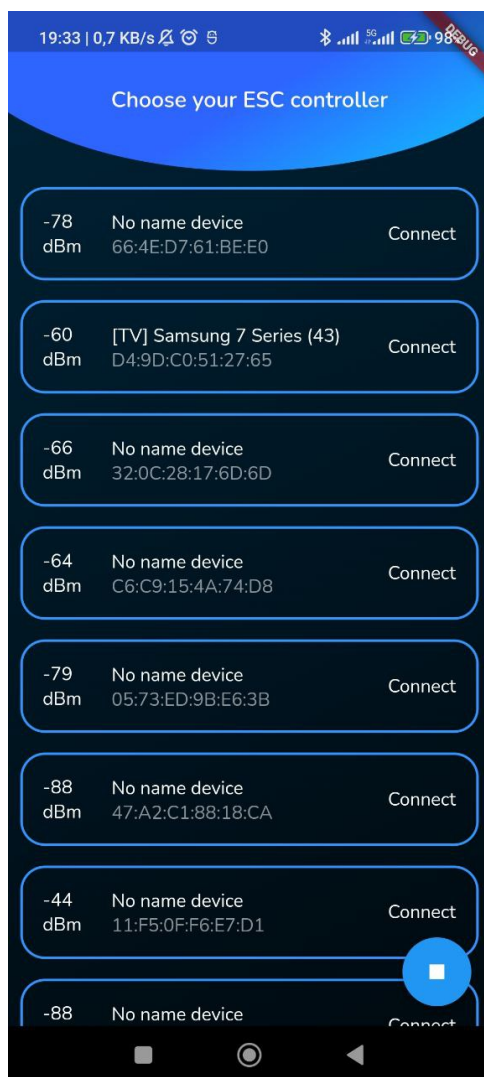 19:33 | 0,7 KB/s
5G
98
DEBUG
Choose your ESC controller
-78 dBm
No name device
66:4E:D7:61:BE:E0
Connect
-60 dBm
[TV] Samsung 7 Series (43)
D4:9D:C0:51:27:65
Connect
-66 dBm
No name device
32:0C:28:17:6D:6D
Connect
-64 dBm
No name device
C6:C9:15:4A:74:D8
Connect
-79 dBm
No name device
05:73:ED:9B:E6:3B
Connect
-88 dBm
No name device
47:A2:C1:88:18:CA
Connect
-44 dBm
No name device
11:F5:0F:F6:E7:D1
Connect
-88
No name device
Connect